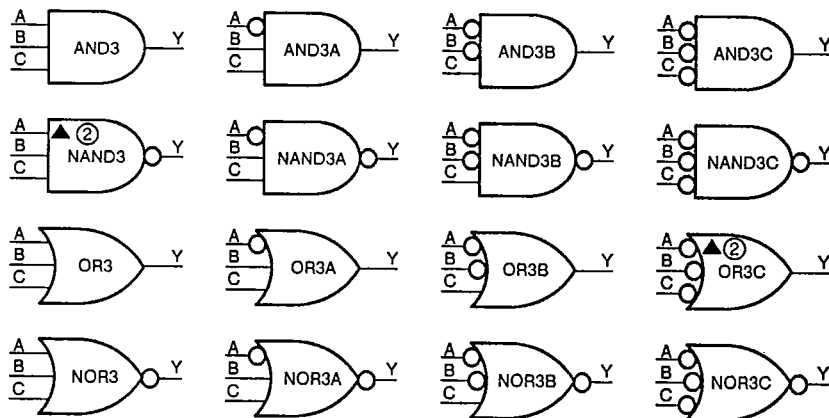 A B C AND3 Y
A B C AND3A Y
A B C AND3B Y
A B C AND3C Y
A B C ▲ ② NAND3 Y
A B C NAND3A Y
A B C NAND3B Y
A B C NAND3C Y
A B C OR3 Y
A B C OR3A Y
A B C OR3B Y
A B C ▲ ② OR3C Y
A B C NOR3 Y
A B C NOR3A Y
A B C NOR3B Y
A B C NOR3C Y